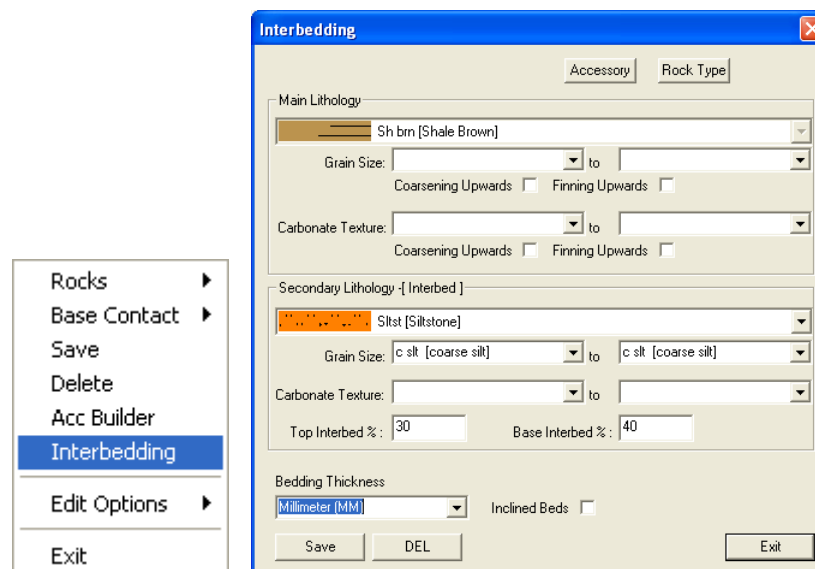 Rocks
Base Contact
Save
Delete
Acc Builder
Interbedding
Edit Options
Exit
Interbedding
Accessory Rock Type
Main Lithology
Sh brn [Shale Brown]
Grain Size: to
Coarsening Upwards Finning Upwards
Carbonate Texture: to
Coarsening Upwards Finning Upwards
Secondary Lithology -[ Interbed ]
Sltst [Siltstone]
Grain Size: c slt [coarse silt] to c slt [coarse silt]
Carbonate Texture: to
Top Interbed % : 30 Base Interbed % : 40
Bedding Thickness
Millimeter (MM) Inclined Beds
Save DEL Exit